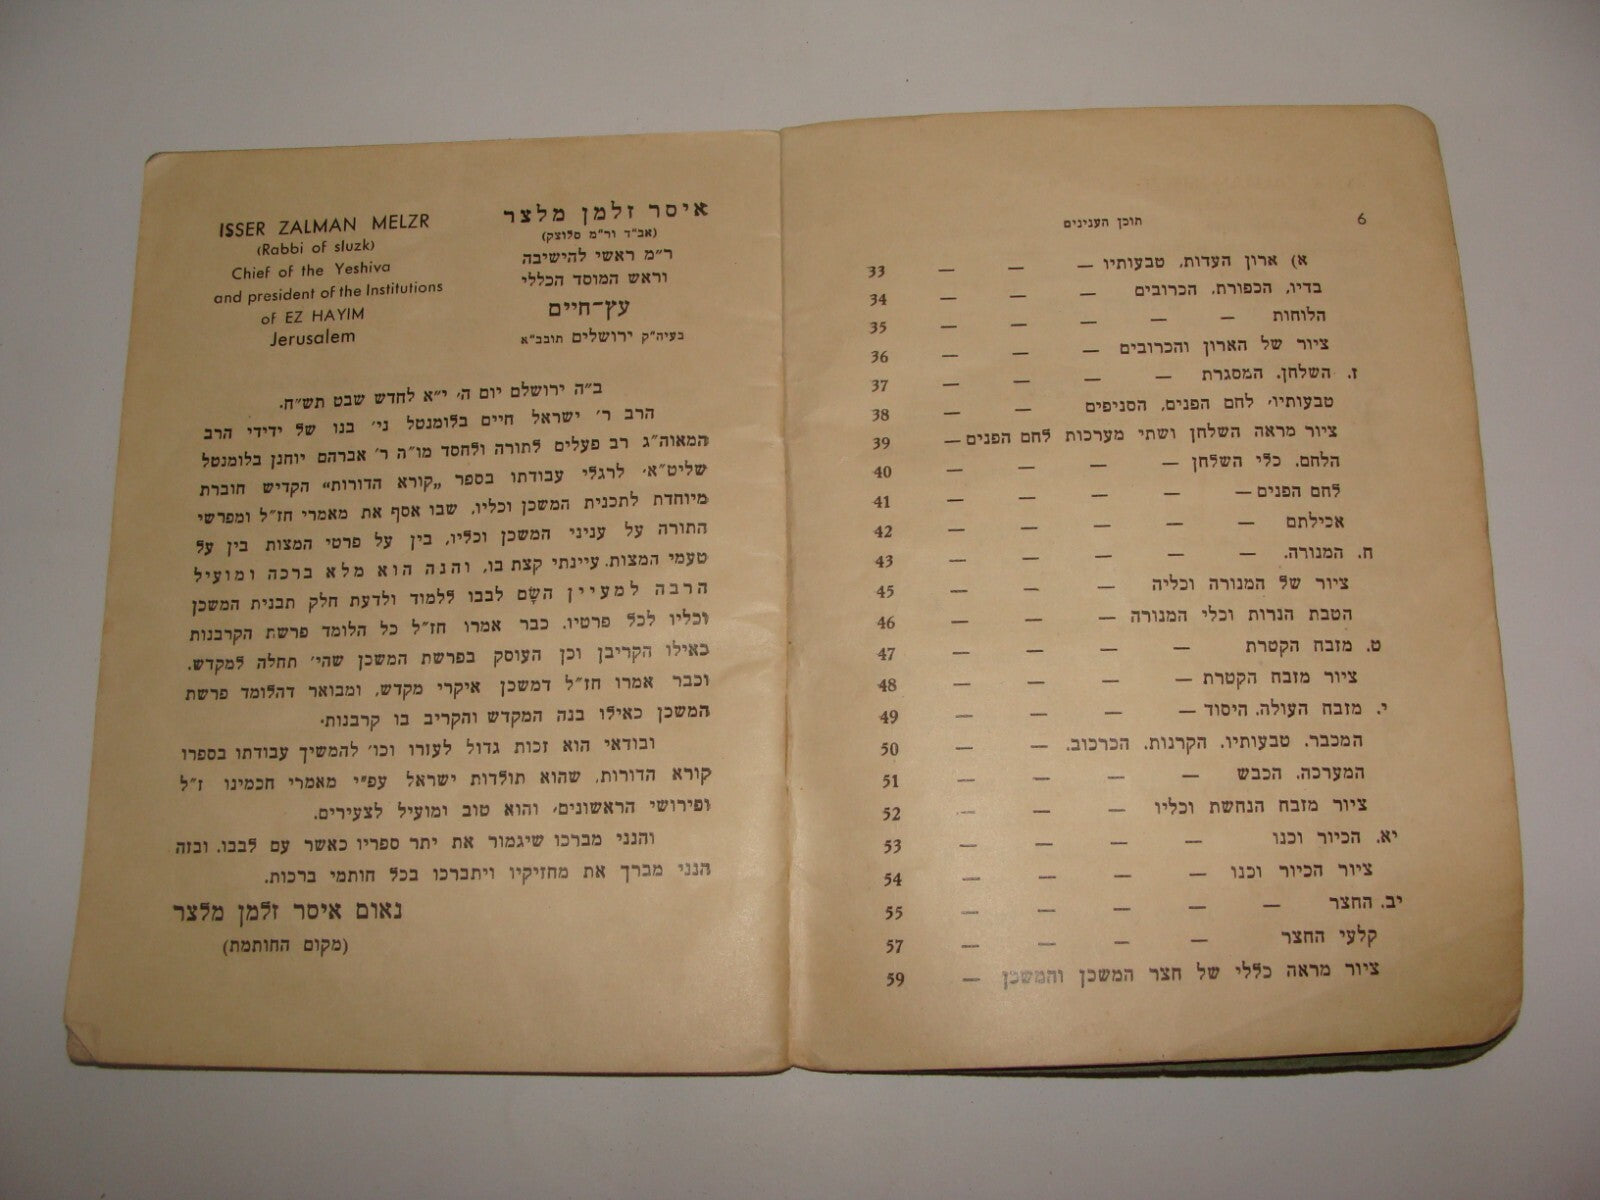 6
תוכן הענינים
א) ארון העדות, טבעותיו — — — 33
בדיו, הכפורת, הכרובים — — — 34
הלוחות — — — — — 35
ציור של הארון והכרובים — — — 36
ז. השלחן, המסגרת — — — — 37
טבעותיו, לחם הפנים, הסניפים — — — 38
ציור מראה השלחן ושתי מערכות לחם הפנים — 39
הלחם, כלי השלחן — — — — 40
לחם הפנים — — — — — 41
אכילתם — — — — — 42
ח. המנורה. — — — — — 43
ציור של המנורה וכליה — — — 45
הטבת הנרות וכלי המנורה — — — 46
ט. מזבח הקטרת — — — — 47
ציור מזבח הקטרת — — — — 48
י. מזבח העולה, היסוד — — — — 49
המכבר. טבעותיו. הקרנות. הכרכוב. — — 50
המערכה. הכבש — — — — 51
ציור מזבח הנחשת וכליו — — — 52
יא. הכיור וכנו — — — — 53
ציור הכיור וכנו — — — — 54
יב. החצר — — — — — 55
קלעי החצר — — — — 57
ציור מראה כללי של חצר המשכן והמשכן — 59
איסר זלמן מלצר
(אב״ד ור״מ סלוצק)
ר״מ ראשי להישיבה
וראש המוסד הכללי
עץ־חיים
בעיה״ק ירושלים תובב״א
ISSER ZALMAN MELZR
(Rabbi of sluzk)
Chief of the Yeshiva
and president of the Institutions
of EZ HAYIM
Jerusalem
ב״ה ירושלם יום ה׳ י״א לחדש שבט תש״ח.
הרב ר׳ ישראל חיים בלומנטל ני׳ בנו של ידידי הרב
המאוה״ג רב פעלים לתורה ולחסד מו״ה ר׳ אברהם יוחנן בלומנטל
שליט״א, לרגלי עבודתו בספר „קורא הדורות״ הקדיש חוברת
מיוחדת לתכנית המשכן וכליו, שבו אסף את מאמרי חז״ל ומפרשי
התורה על עניני המשכן וכליו, בין על פרטי המצות בין על
טעמי המצות. עיינתי קצת בו, והנה הוא מלא ברכה ומועיל
הרבה למעיין השם לבבו ללמוד ולדעת חלק תבנית המשכן
וכליו לכל פרטיו. כבר אמרו חז״ל כל הלומד פרשת הקרבנות
כאילו הקריבן וכן העוסק בפרשת המשכן שהי׳ תחלה למקדש.
וכבר אמרו חז״ל דמשכן איקרי מקדש, ומבואר דהלומד פרשת
המשכן כאילו בנה המקדש והקריב בו קרבנות.
ובודאי הוא זכות גדול לעזרו וכו׳ להמשיך עבודתו בספרו
קורא הדורות, שהוא תולדות ישראל עפ״י מאמרי חכמינו ז״ל
ופירושי הראשונים, והוא טוב ומועיל לצעירים.
והנני מברכו שיגמור את יתר ספריו כאשר עם לבבו. ובזה
הנני מברך את מחזיקיו ויתברכו בכל חותמי ברכות.
נאום איסר זלמן מלצר
(מקום החותמת)